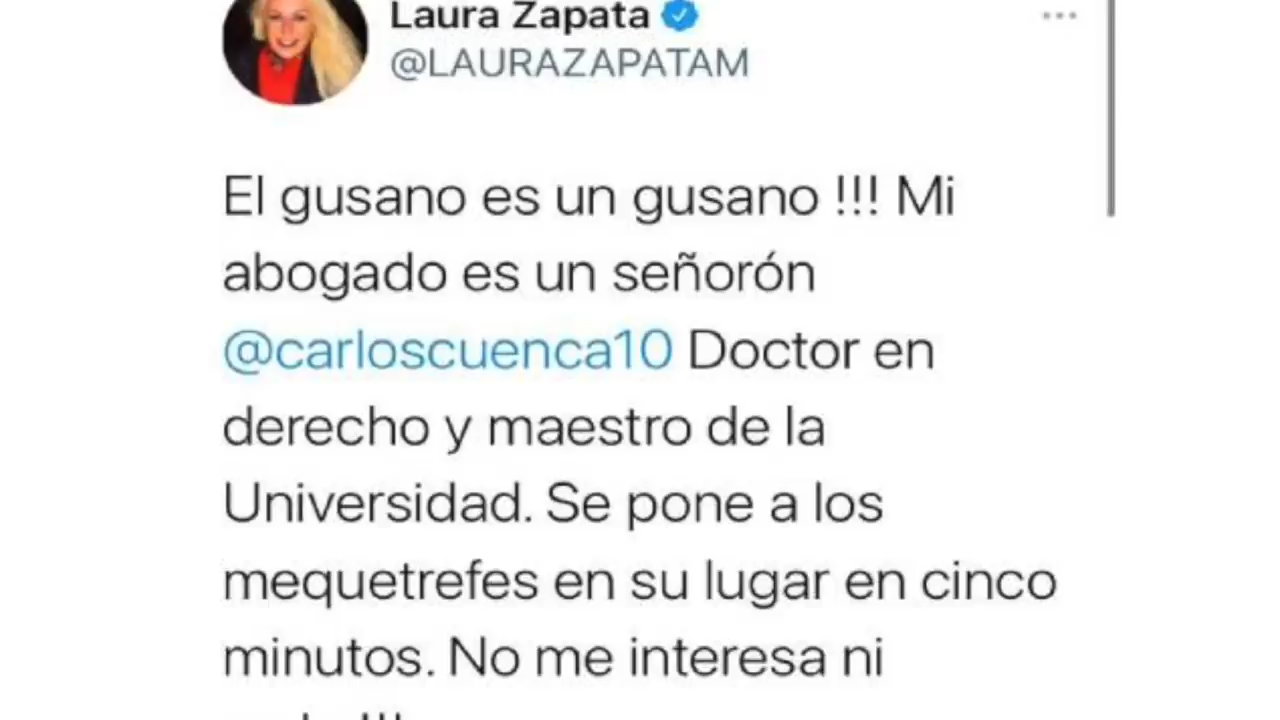 Laura Zapata
@LAURAZAPATAM
El gusano es un gusano !!! Mi
abogado es un señorón
@carloscuenca10 Doctor en
derecho y maestro de la
Universidad. Se pone a los
mequetrefes en su lugar en cinco
minutos. No me interesa ni